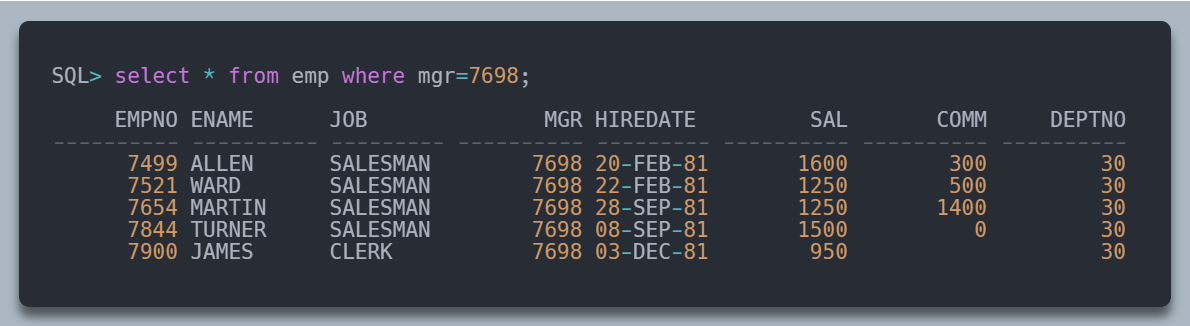 SQL> select * from emp where mgr=7698;
     EMPNO ENAME      JOB              MGR HIREDATE         SAL       COMM     DEPTNO
---------- ---------- --------- ---------- --------- ---------- ---------- ----------
      7499 ALLEN      SALESMAN        7698 20-FEB-81       1600        300         30
      7521 WARD       SALESMAN        7698 22-FEB-81       1250        500         30
      7654 MARTIN     SALESMAN        7698 28-SEP-81       1250       1400         30
      7844 TURNER     SALESMAN        7698 08-SEP-81       1500          0         30
      7900 JAMES      CLERK           7698 03-DEC-81        950                    30